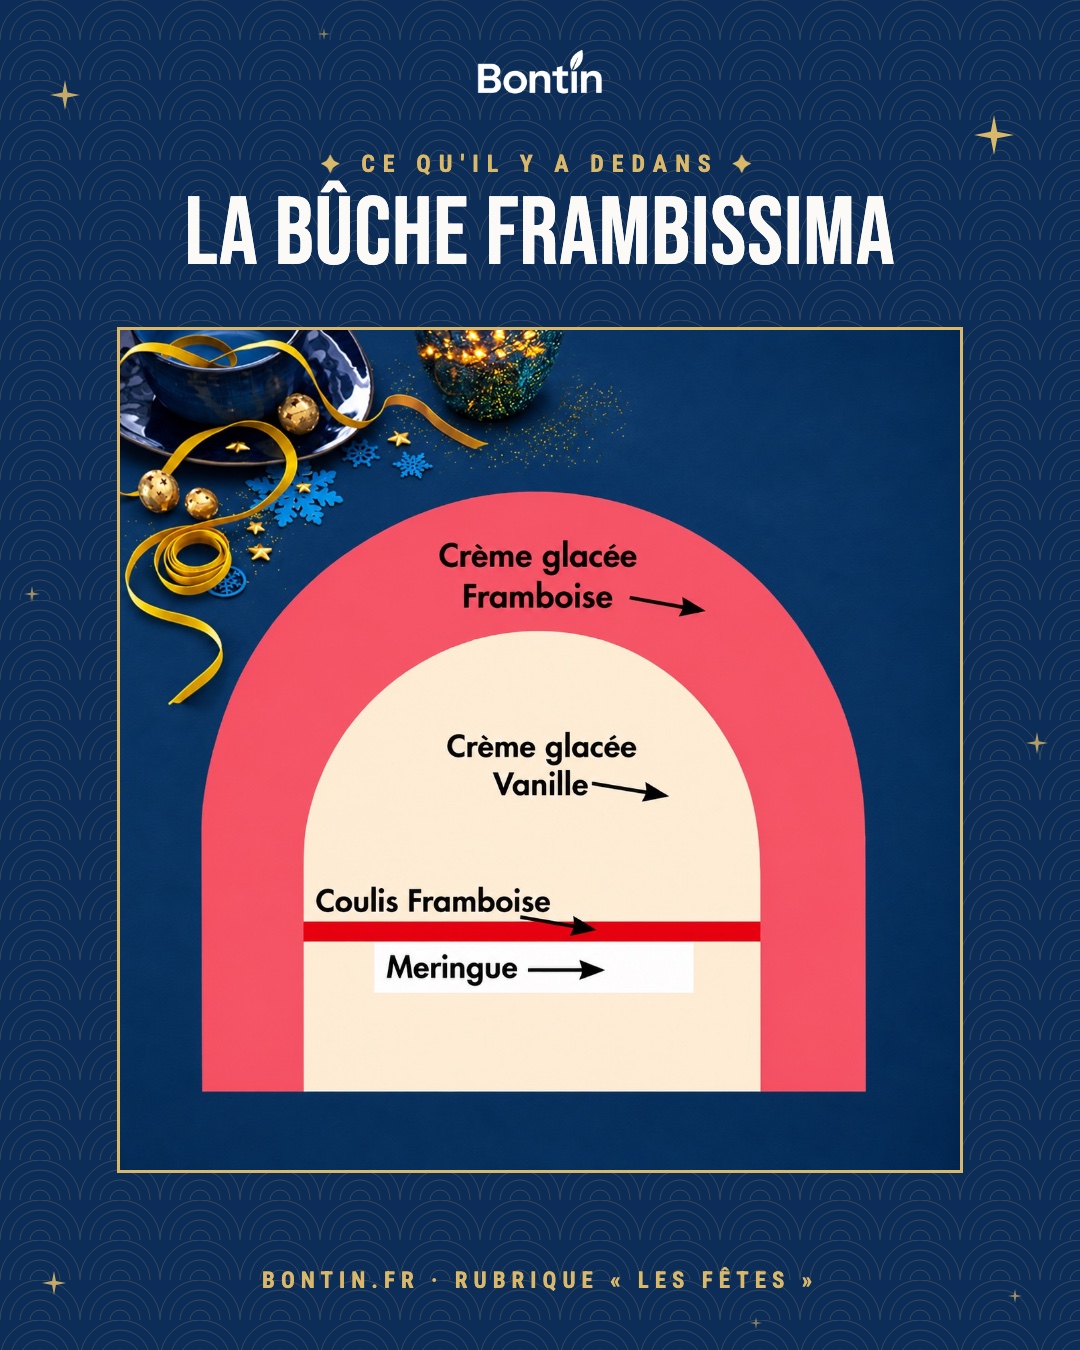 Bontin
✦ CE QU'IL Y A DEDANS ✦
LA BÛCHE FRAMBISSIMA
Crème glacée
Framboise
Crème glacée
Vanille
Coulis Framboise
Meringue
BONTIN.FR · RUBRIQUE « LES FÊTES »